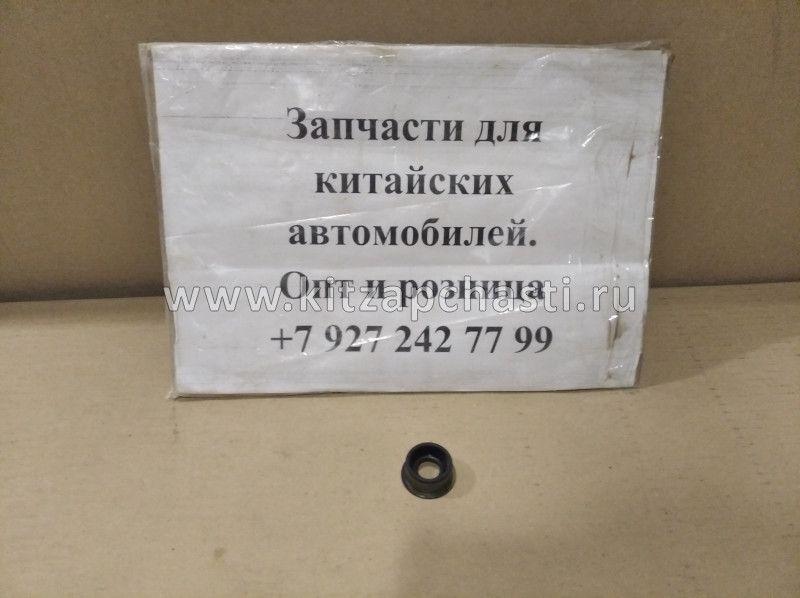 Запчасти для
китайских
автомобилей.
Опт и розница
www.kitzapchasti.ru
+7 927 242 77 99